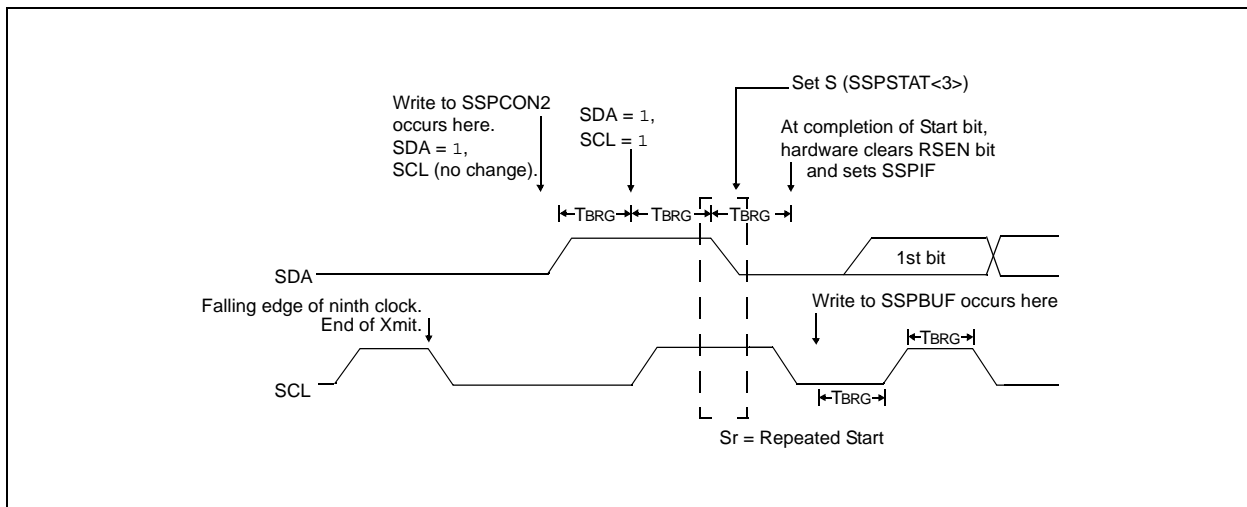 Set S (SSPSTAT<3>)
Write to SSPCON2
occurs here.
SDA = 1,
SCL (no change).
SDA = 1,
SCL = 1
At completion of Start bit,
hardware clears RSEN bit
and sets SSPIF
TBRG
TBRG
TBRG
SDA
1st bit
Falling edge of ninth clock.
End of Xmit.
Write to SSPBUF occurs here
TBRG
SCL
TBRG
Sr = Repeated Start